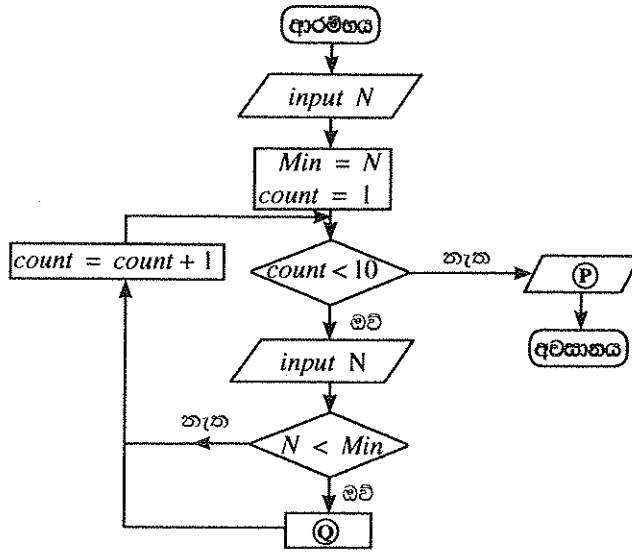 ආරම්භය
input N
Min = N
count = 1
count = count + 1
count < 10
නැත
P
ඔව්
අවසානය
input N
නැත
N < Min
ඔව්
Q